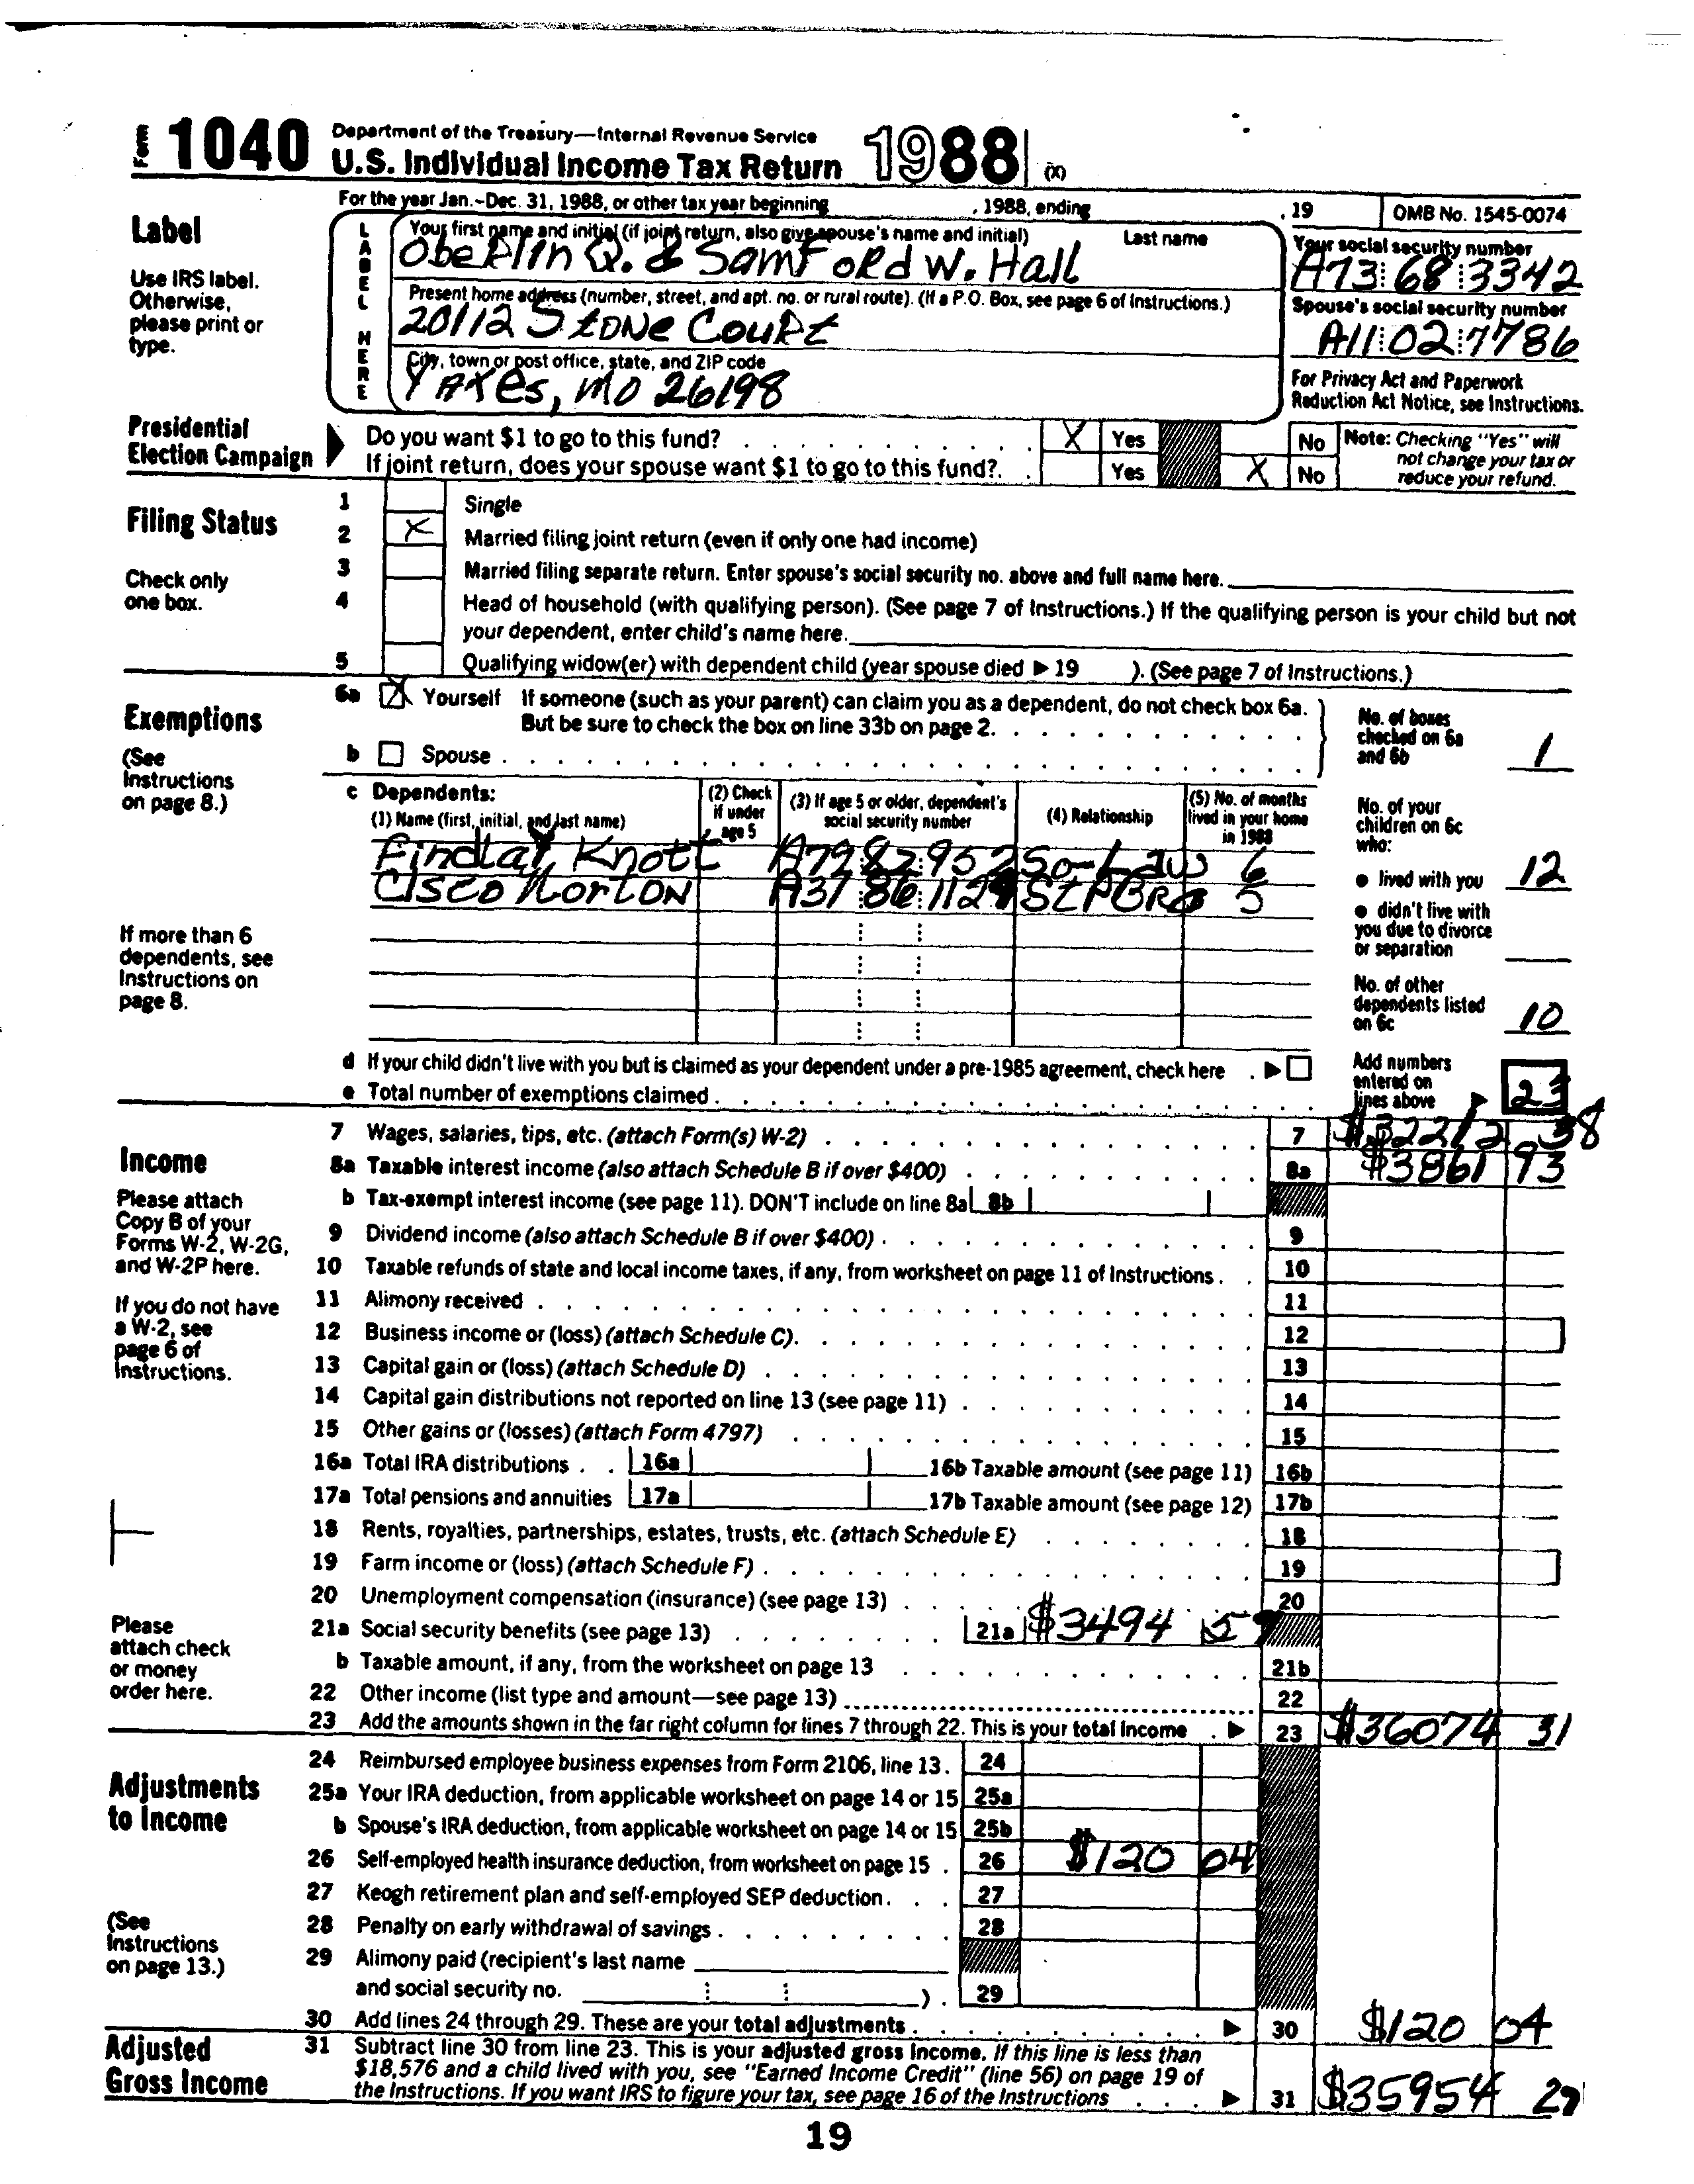 Form 1040 Department of the Treasury—Internal Revenue Service
U.S. Individual Income Tax Return 1988 (X)
For the year Jan.–Dec. 31, 1988, or other tax year beginning , 1988, ending , 19 OMB No. 1545-0074
Label
Use IRS label.
Otherwise,
please print or
type.
LABEL HERE
Your first name and initial (if joint return, also give spouse's name and initial) Last name
Oberlin Q. & Samford W. Hall
Your social security number
A73:68:3342
Present home address (number, street, and apt. no. or rural route). (If a P.O. Box, see page 6 of Instructions.)
20112 Stone Court
Spouse's social security number
A11:02:7786
City, town or post office, state, and ZIP code
Yaxes, MO 26198
For Privacy Act and Paperwork
Reduction Act Notice, see Instructions.
Presidential
Election Campaign
Do you want $1 to go to this fund? X Yes No
If joint return, does your spouse want $1 to go to this fund?. Yes X No
Note: Checking "Yes" will
not change your tax or
reduce your refund.
Filing Status
Check only
one box.
1 Single
2 X Married filing joint return (even if only one had income)
3 Married filing separate return. Enter spouse's social security no. above and full name here.
4 Head of household (with qualifying person). (See page 7 of Instructions.) If the qualifying person is your child but not
your dependent, enter child's name here.
5 Qualifying widow(er) with dependent child (year spouse died ▶ 19 ). (See page 7 of Instructions.)
Exemptions
(See
Instructions
on page 8.)
6a X Yourself If someone (such as your parent) can claim you as a dependent, do not check box 6a.
But be sure to check the box on line 33b on page 2.
b Spouse
No. of boxes
checked on 6a
and 6b 1
c Dependents:
(1) Name (first, initial, and last name)
(2) Check
if under
age 5
(3) If age 5 or older, dependent's
social security number
(4) Relationship
(5) No. of months
lived in your home
in 1988
Findlay Knott A79:82:952 So-Law 6
Cisco Norton A37:86:1129 StPBro 5
No. of your
children on 6c
who:
● lived with you 12
● didn't live with
you due to divorce
or separation
No. of other
dependents listed
on 6c 10
If more than 6
dependents, see
Instructions on
page 8.
d If your child didn't live with you but is claimed as your dependent under a pre-1985 agreement, check here ▶
e Total number of exemptions claimed
Add numbers
entered on
lines above ▶ 23
Income
Please attach
Copy B of your
Forms W-2, W-2G,
and W-2P here.
If you do not have
a W-2, see
page 6 of
Instructions.
7 Wages, salaries, tips, etc. (attach Form(s) W-2) 7 $32212 38
8a Taxable interest income (also attach Schedule B if over $400) 8a $3861 93
b Tax-exempt interest income (see page 11). DON'T include on line 8a 8b
9 Dividend income (also attach Schedule B if over $400) 9
10 Taxable refunds of state and local income taxes, if any, from worksheet on page 11 of Instructions 10
11 Alimony received 11
12 Business income or (loss) (attach Schedule C). 12
13 Capital gain or (loss) (attach Schedule D) 13
14 Capital gain distributions not reported on line 13 (see page 11) 14
15 Other gains or (losses) (attach Form 4797) 15
16a Total IRA distributions 16a 16b Taxable amount (see page 11) 16b
17a Total pensions and annuities 17a 17b Taxable amount (see page 12) 17b
18 Rents, royalties, partnerships, estates, trusts, etc. (attach Schedule E) 18
19 Farm income or (loss) (attach Schedule F) 19
20 Unemployment compensation (insurance) (see page 13) 20
21a Social security benefits (see page 13) 21a $3494 59
b Taxable amount, if any, from the worksheet on page 13 21b
22 Other income (list type and amount—see page 13) 22
23 Add the amounts shown in the far right column for lines 7 through 22. This is your total income ▶ 23 $36074 31
Please
attach check
or money
order here.
Adjustments
to Income
(See
Instructions
on page 13.)
24 Reimbursed employee business expenses from Form 2106, line 13. 24
25a Your IRA deduction, from applicable worksheet on page 14 or 15 25a
b Spouse's IRA deduction, from applicable worksheet on page 14 or 15 25b
26 Self-employed health insurance deduction, from worksheet on page 15 26 $120 04
27 Keogh retirement plan and self-employed SEP deduction 27
28 Penalty on early withdrawal of savings 28
29 Alimony paid (recipient's last name
and social security no. ) 29
30 Add lines 24 through 29. These are your total adjustments ▶ 30 $120 04
Adjusted
Gross Income
31 Subtract line 30 from line 23. This is your adjusted gross income. If this line is less than
$18,576 and a child lived with you, see "Earned Income Credit" (line 56) on page 19 of
the Instructions. If you want IRS to figure your tax, see page 16 of the Instructions ▶ 31 $35954 27
19